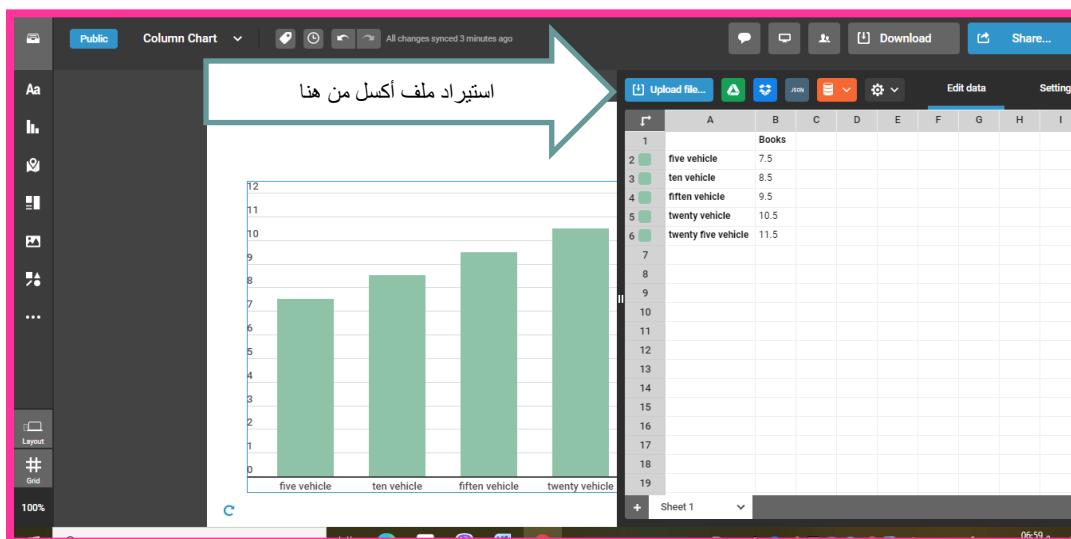 Public
Column Chart
All changes synced 3 minutes ago
Download
Share...
Aa
استيراد ملف أكسل من هنا
Upload file...
JSON
Edit data
Setting
A B C D E F G H I
1 Books
2 five vehicle 7.5
3 ten vehicle 8.5
4 fiften vehicle 9.5
5 twenty vehicle 10.5
6 twenty five vehicle 11.5
7
8
9
10
11
12
13
14
15
16
17
18
19
12
11
10
9
8
7
6
5
4
3
2
1
0
five vehicle ten vehicle fiften vehicle twenty vehicle
Layout
Grid
100%
+ Sheet 1
06:59